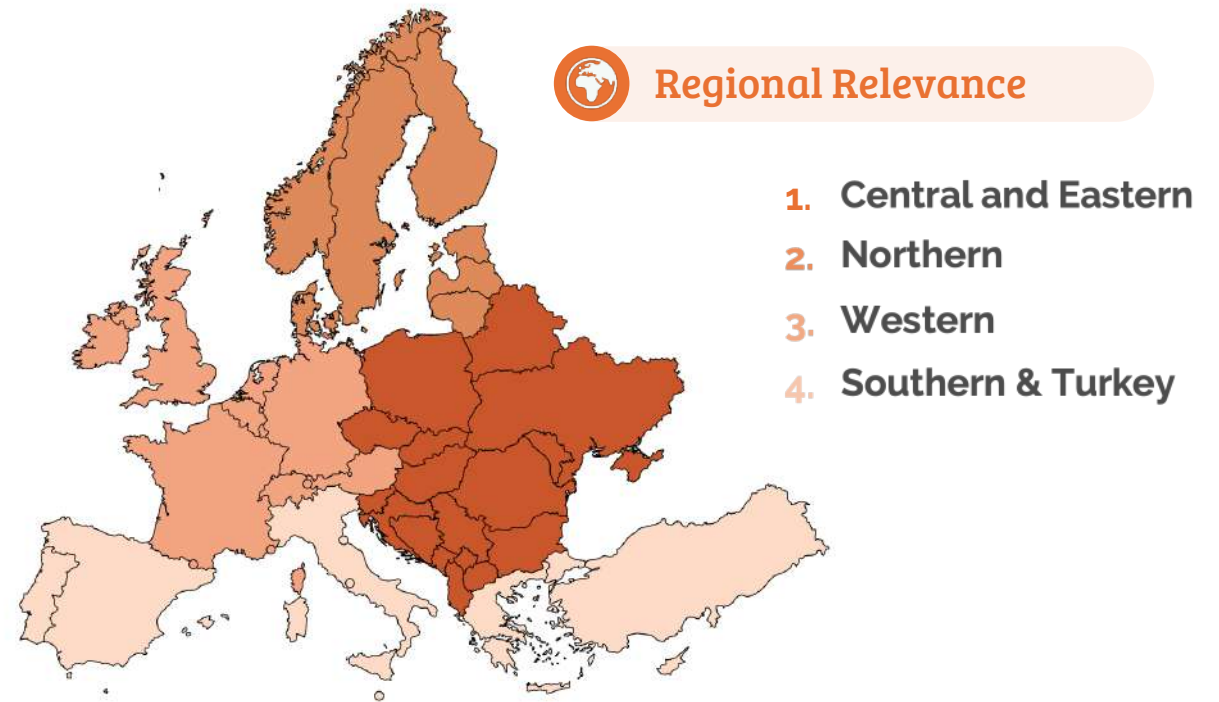 Regional Relevance
1. Central and Eastern
2. Northern
3. Western
4. Southern & Turkey